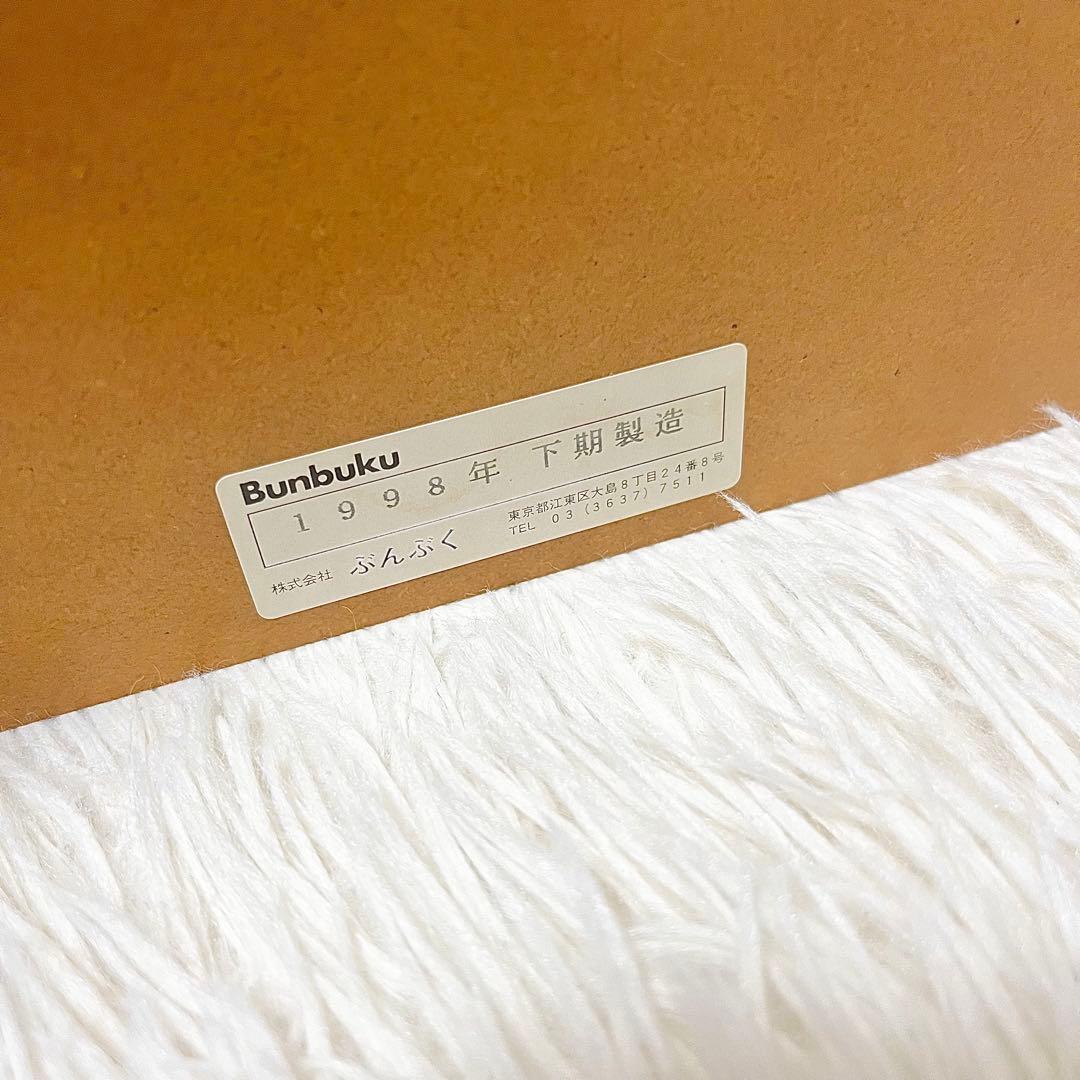 Bunbuku
1998年 下期製造
株式会社 ぶんぶく
東京都江東区大島8丁目24番8号
TEL 03(3637)7511